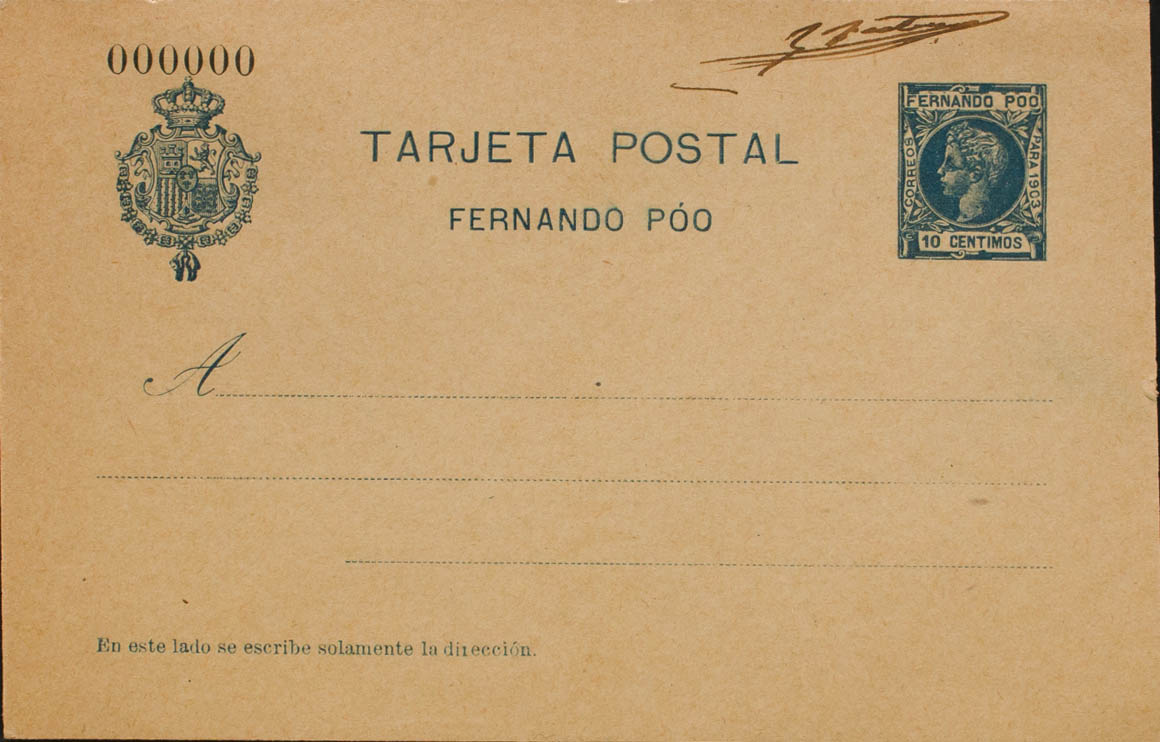 000000
TARJETA POSTAL
FERNANDO PÓO
FERNANDO POO
CORREOS
PARA 1903
10 CENTIMOS
A
En este lado se escribe solamente la dirección.